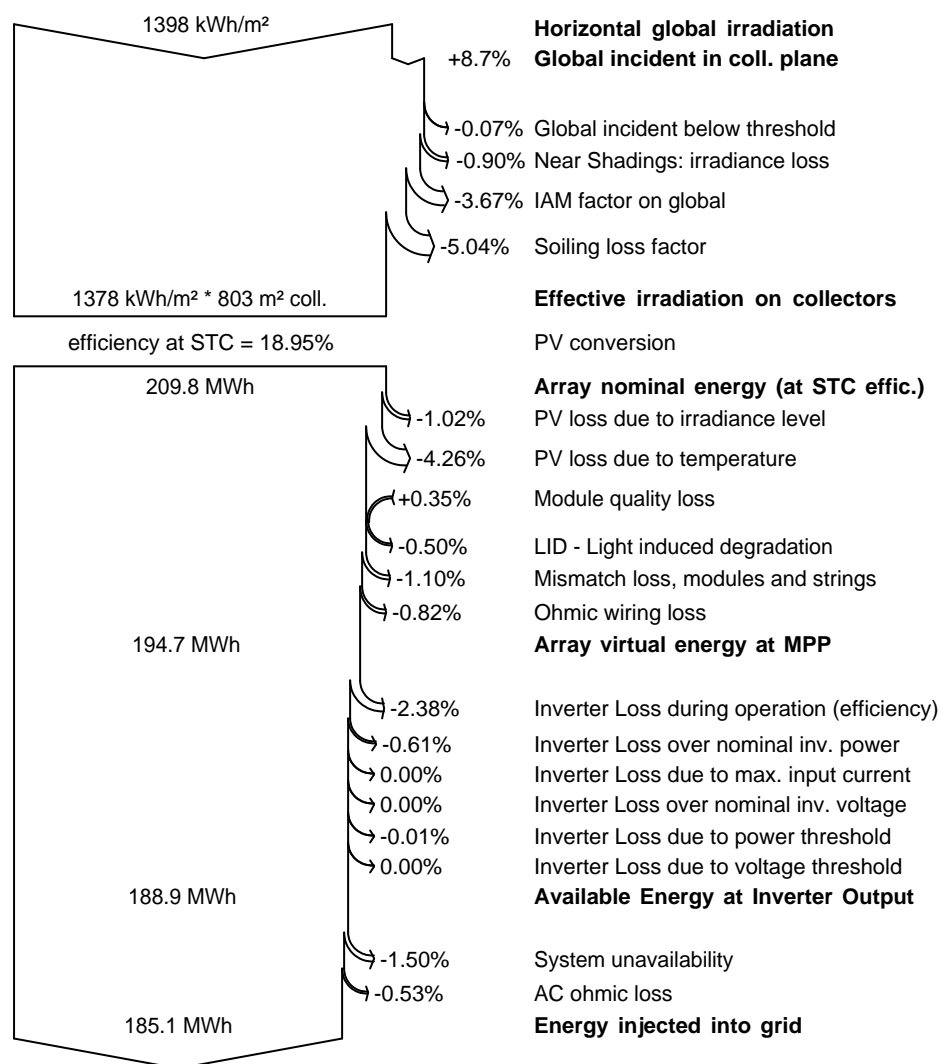 1398 kWh/m² Horizontal global irradiation
+8.7% Global incident in coll. plane
-0.07% Global incident below threshold
-0.90% Near Shadings: irradiance loss
-3.67% IAM factor on global
-5.04% Soiling loss factor
1378 kWh/m² * 803 m² coll. Effective irradiation on collectors
efficiency at STC = 18.95% PV conversion
209.8 MWh Array nominal energy (at STC effic.)
-1.02% PV loss due to irradiance level
-4.26% PV loss due to temperature
+0.35% Module quality loss
-0.50% LID - Light induced degradation
-1.10% Mismatch loss, modules and strings
-0.82% Ohmic wiring loss
194.7 MWh Array virtual energy at MPP
-2.38% Inverter Loss during operation (efficiency)
-0.61% Inverter Loss over nominal inv. power
0.00% Inverter Loss due to max. input current
0.00% Inverter Loss over nominal inv. voltage
-0.01% Inverter Loss due to power threshold
0.00% Inverter Loss due to voltage threshold
188.9 MWh Available Energy at Inverter Output
-1.50% System unavailability
-0.53% AC ohmic loss
185.1 MWh Energy injected into grid